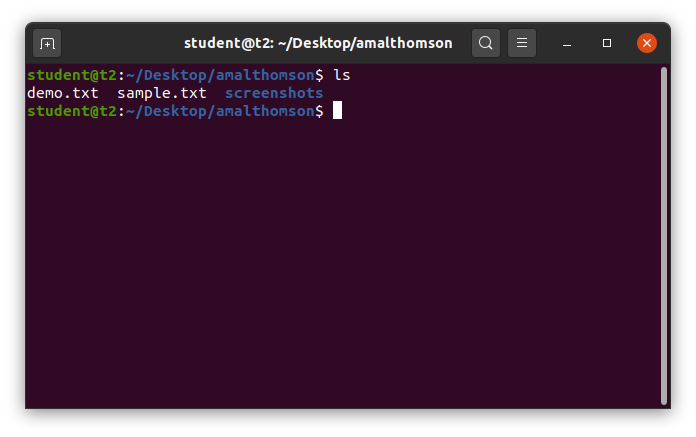 student@t2: ~/Desktop/amalthomson
student@t2:~/Desktop/amalthomson$ ls
demo.txt  sample.txt  screenshots
student@t2:~/Desktop/amalthomson$